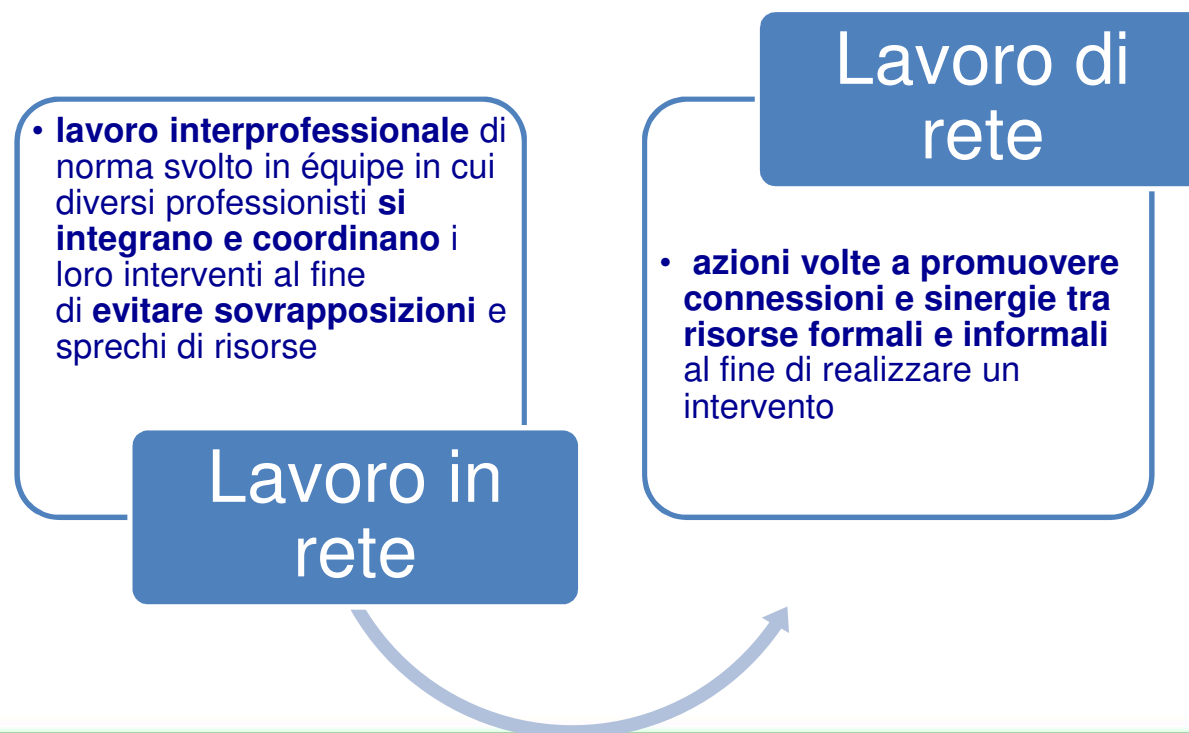 • lavoro interprofessionale di
norma svolto in équipe in cui
diversi professionisti si
integrano e coordinano i
loro interventi al fine
di evitare sovrapposizioni e
sprechi di risorse
Lavoro in
rete
Lavoro di
rete
• azioni volte a promuovere
connessioni e sinergie tra
risorse formali e informali
al fine di realizzare un
intervento